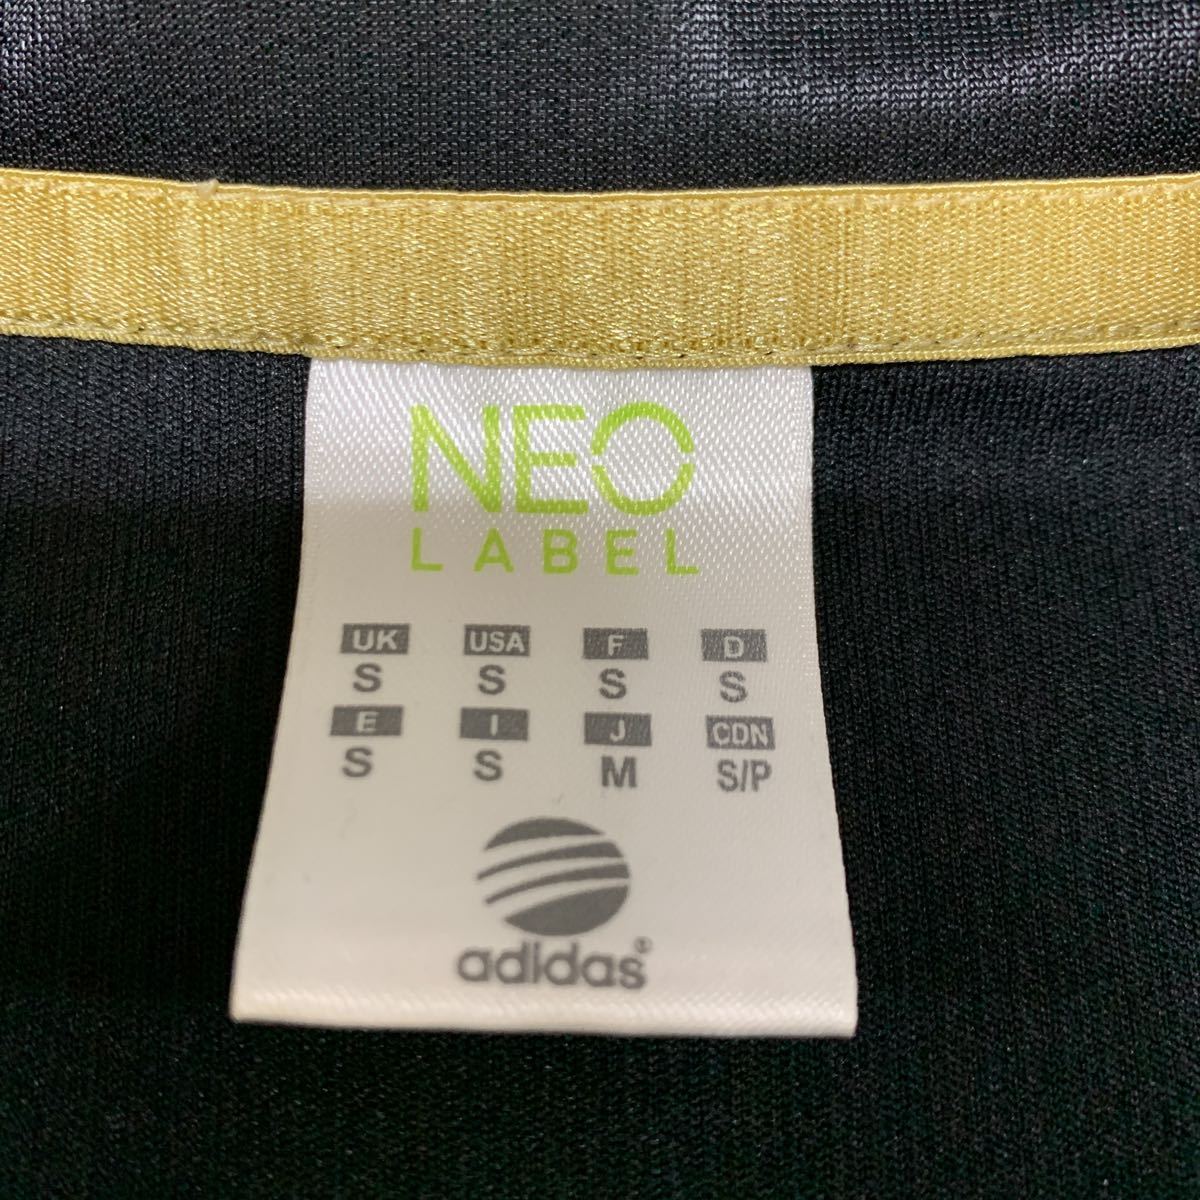 NEO
LABEL
UK USA F D
S S S S
E I J CDN
S S M S/P
adidas®